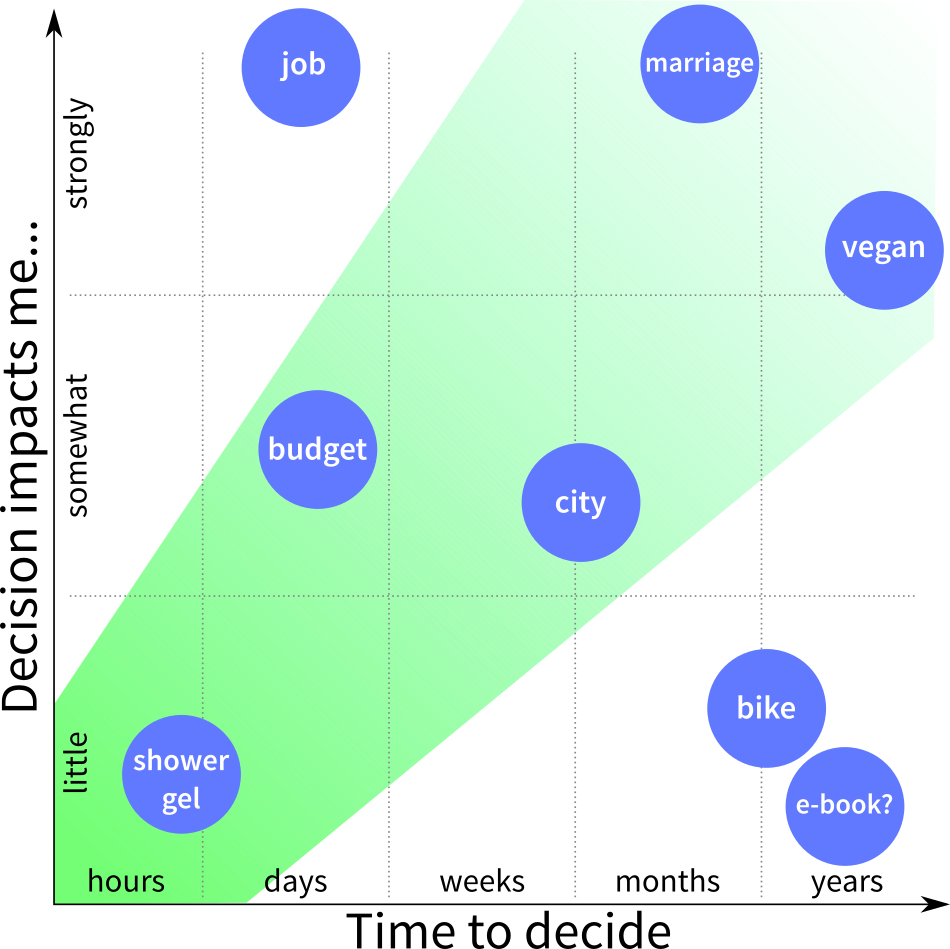 job
marriage
strongly
vegan
Decision impacts me...
somewhat
budget
city
little
bike
shower
gel
e-book?
hours
days
weeks
months
years
Time to decide